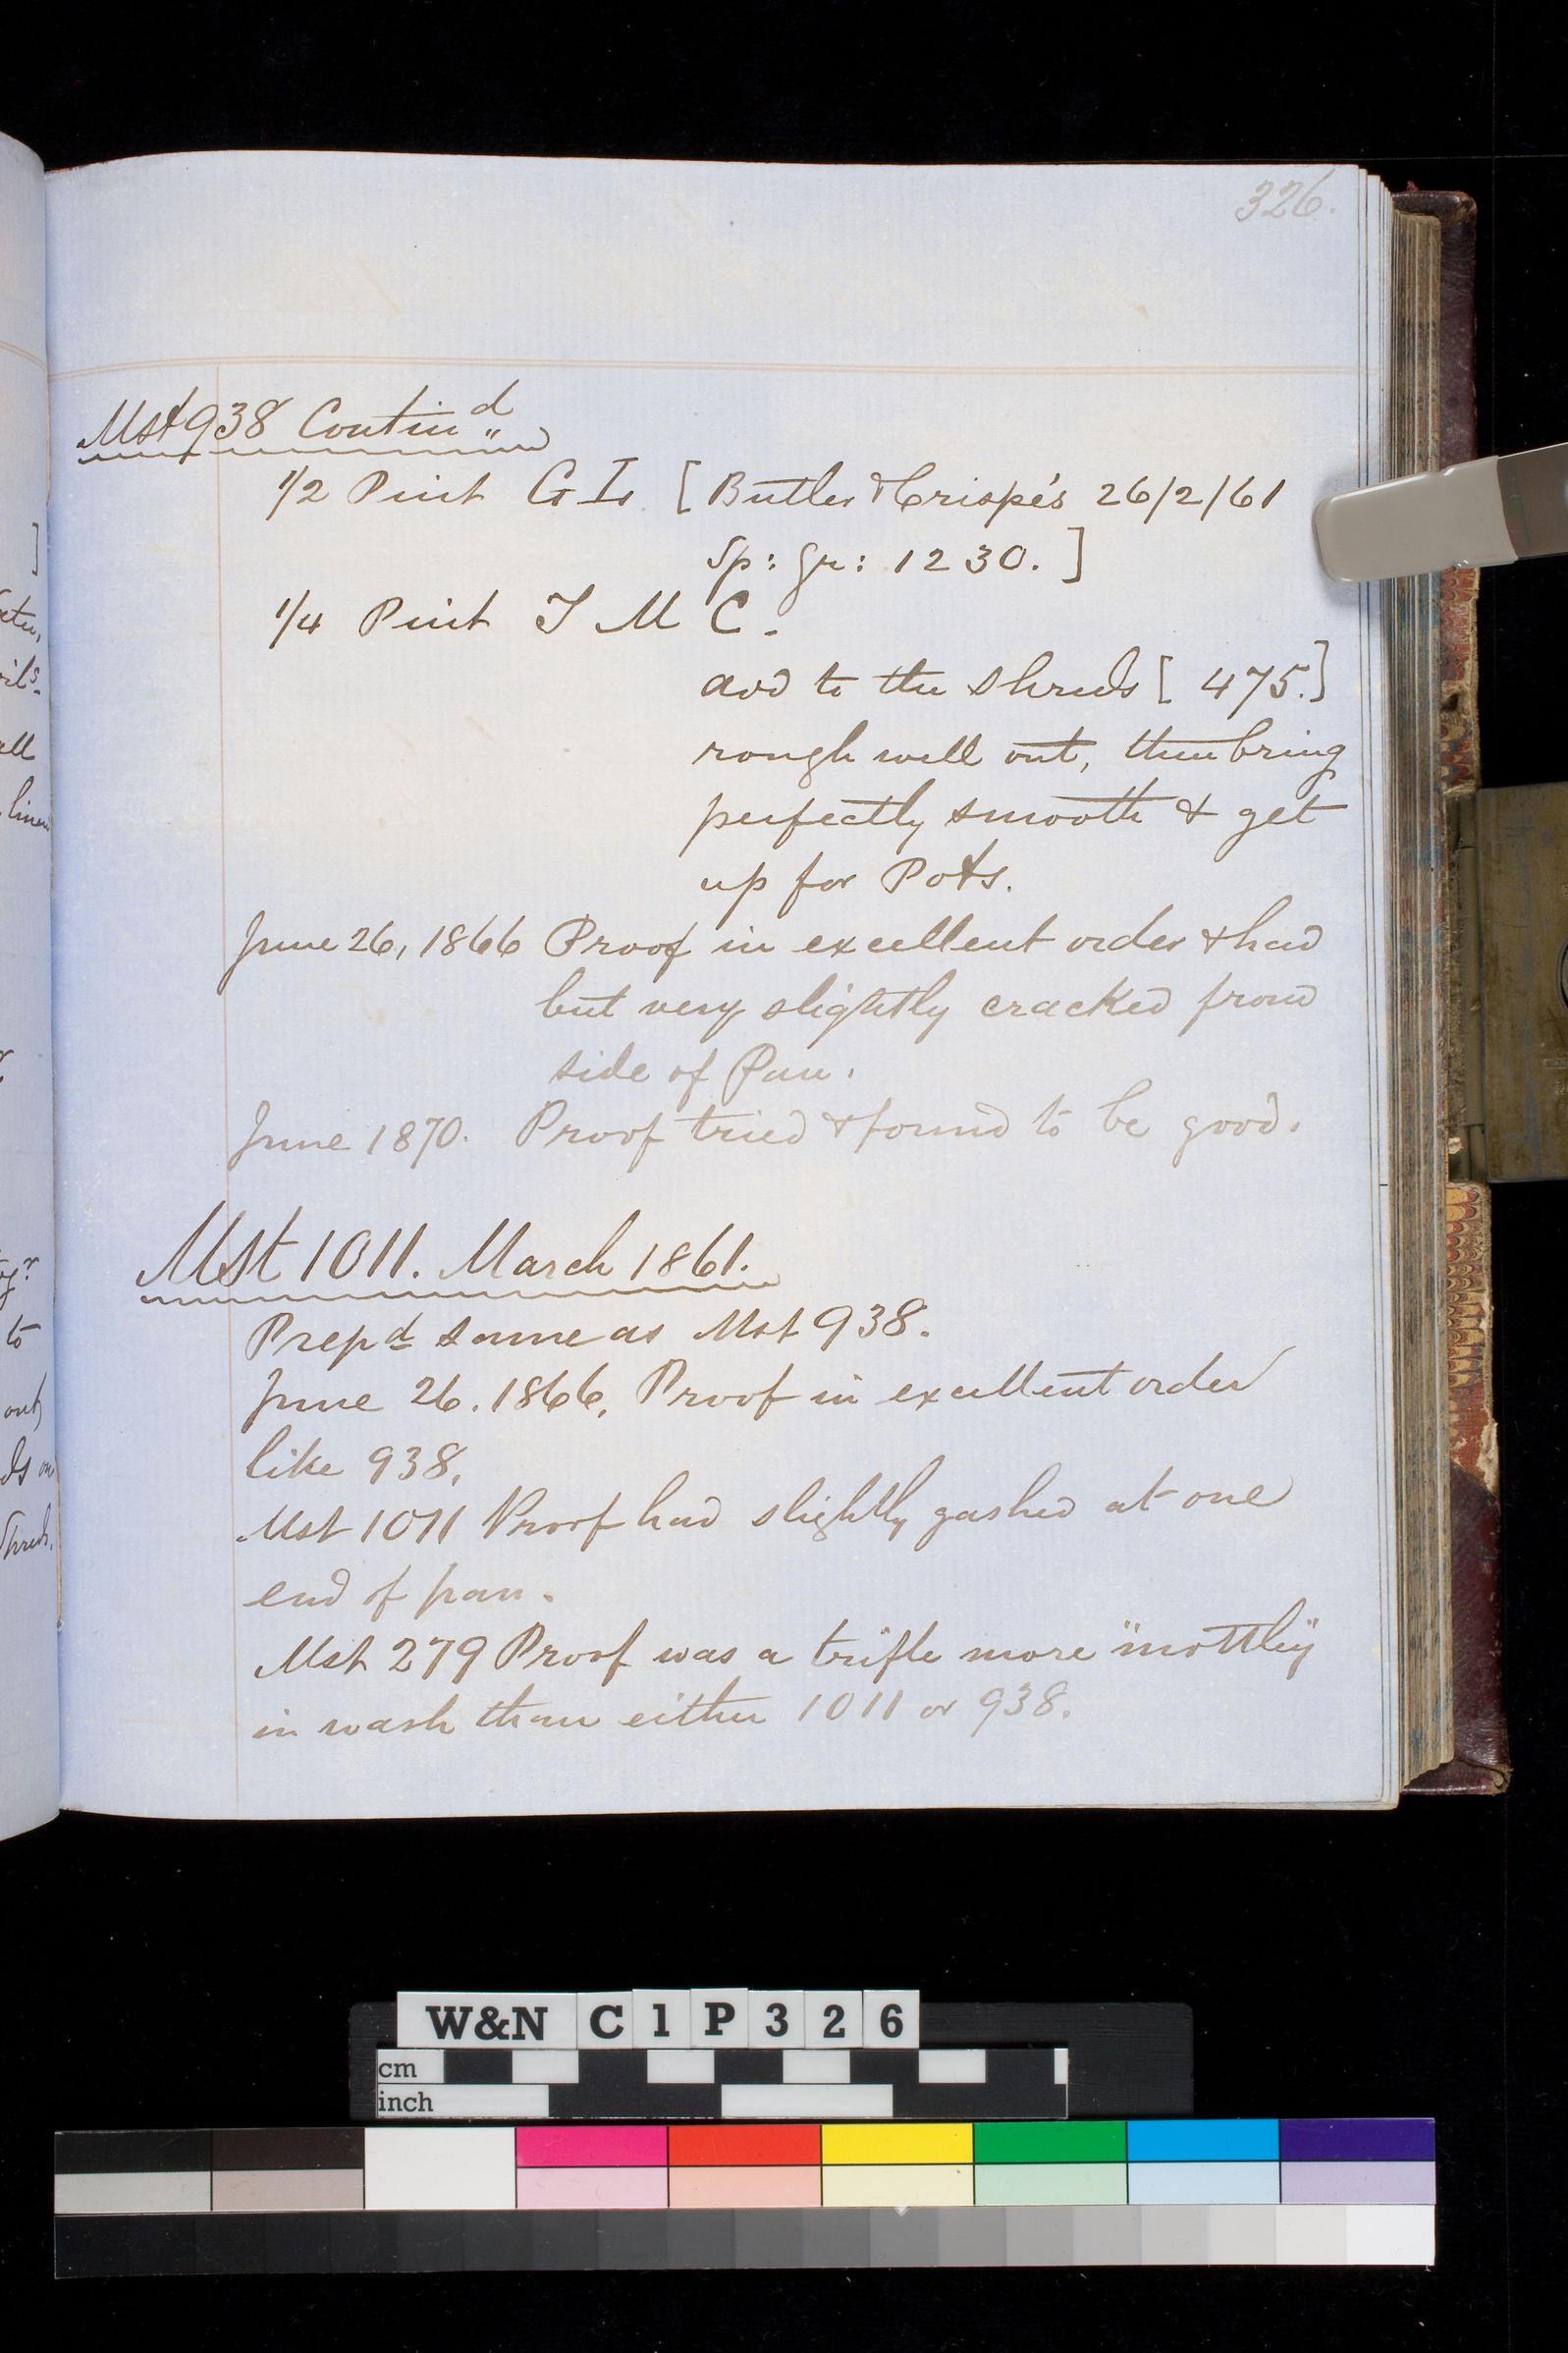 326.
Mst 938 Contin"d
1/2 Pint G Is [Butler & Crispe's 26/2/61
Sp: gr: 1230.]
1/4 Pint T M C.
add to the shreds [475.]
rough well out, then bring
perfectly smooth & get
up for Pots.
June 26, 1866 Proof in excellent order & had
but very slightly cracked from
side of Pan.
June 1870. Proof tried & found to be good.
Mst 1011. March 1861.
Prepd same as Mst 938.
June 26. 1866, Proof in excellent order
like 938,
Mst 1011 Proof had slightly gashed at one
end of pan.
Mst 279 Proof was a trifle more "mottley"
in wash than either 1011 or 938.
W&N C1P326
cm
inch